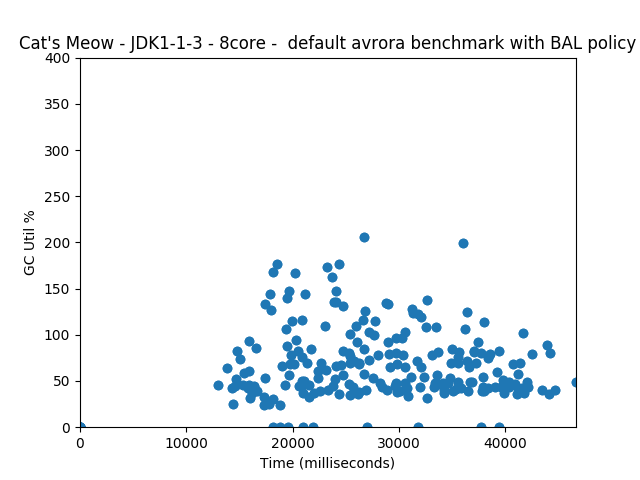 Cat's Meow - JDK1-1-3 - 8core -  default avrora benchmark with BAL policy
400
350
300
250
200
150
100
50
0
GC Util %
0 10000 20000 30000 40000
Time (milliseconds)